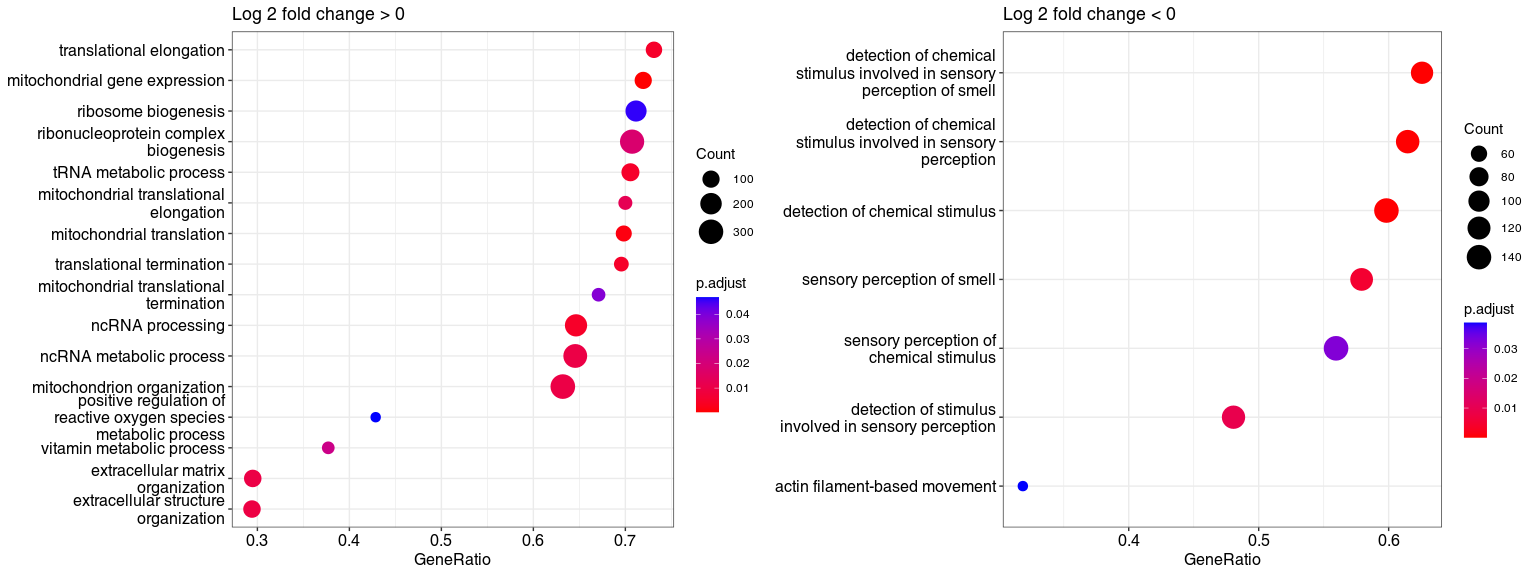 Log 2 fold change > 0
translational elongation
mitochondrial gene expression
ribosome biogenesis
ribonucleoprotein complex
biogenesis
tRNA metabolic process
mitochondrial translational
elongation
mitochondrial translation
translational termination
mitochondrial translational
termination
ncRNA processing
ncRNA metabolic process
mitochondrion organization
positive regulation of
reactive oxygen species
metabolic process
vitamin metabolic process
extracellular matrix
organization
extracellular structure
organization
0.3 0.4 0.5 0.6 0.7
GeneRatio
Count
100
200
300
p.adjust
0.04
0.03
0.02
0.01
Log 2 fold change < 0
detection of chemical
stimulus involved in sensory
perception of smell
detection of chemical
stimulus involved in sensory
perception
detection of chemical stimulus
sensory perception of smell
sensory perception of
chemical stimulus
detection of stimulus
involved in sensory perception
actin filament-based movement
0.4 0.5 0.6
GeneRatio
Count
60
80
100
120
140
p.adjust
0.03
0.02
0.01